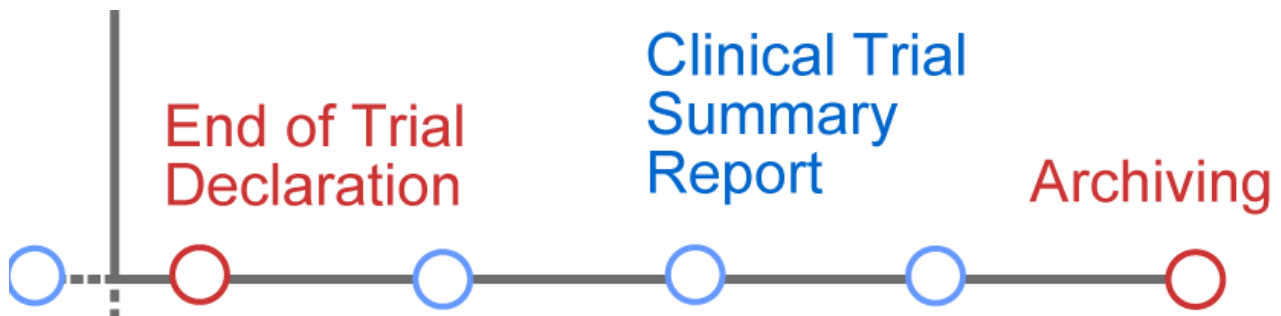 End of Trial
Declaration
Clinical Trial
Summary
Report
Archiving